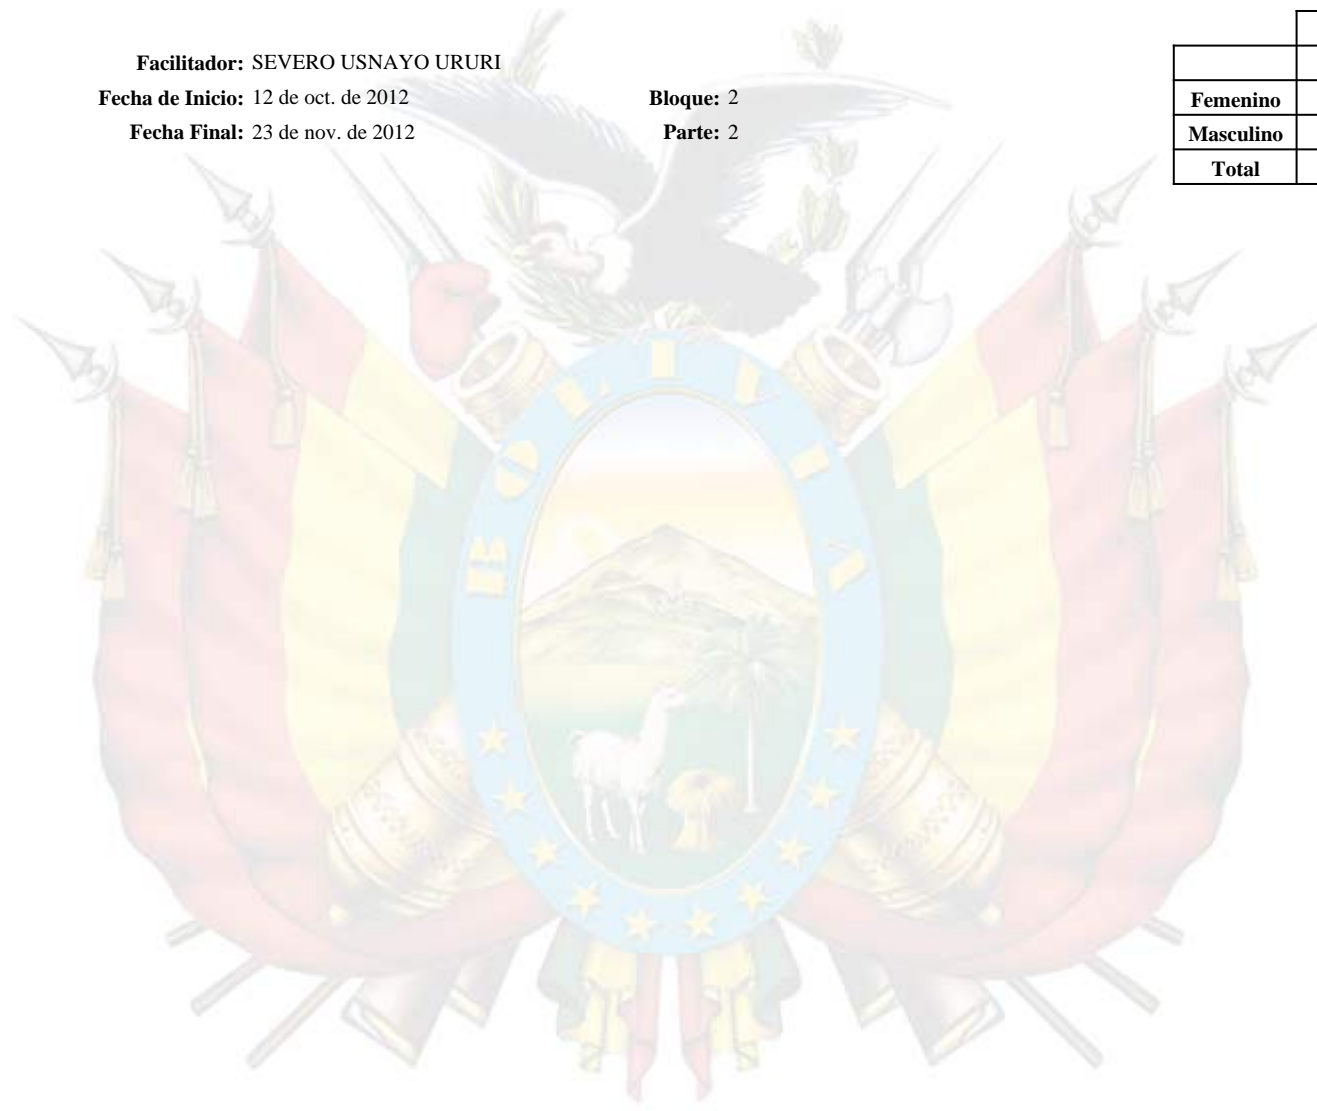 Facilitador: SEVERO USNAYO URURI
Fecha de Inicio: 12 de oct. de 2012 Bloque: 2
Fecha Final: 23 de nov. de 2012 Parte: 2
Femenino
Masculino
Total
BOLIVIA